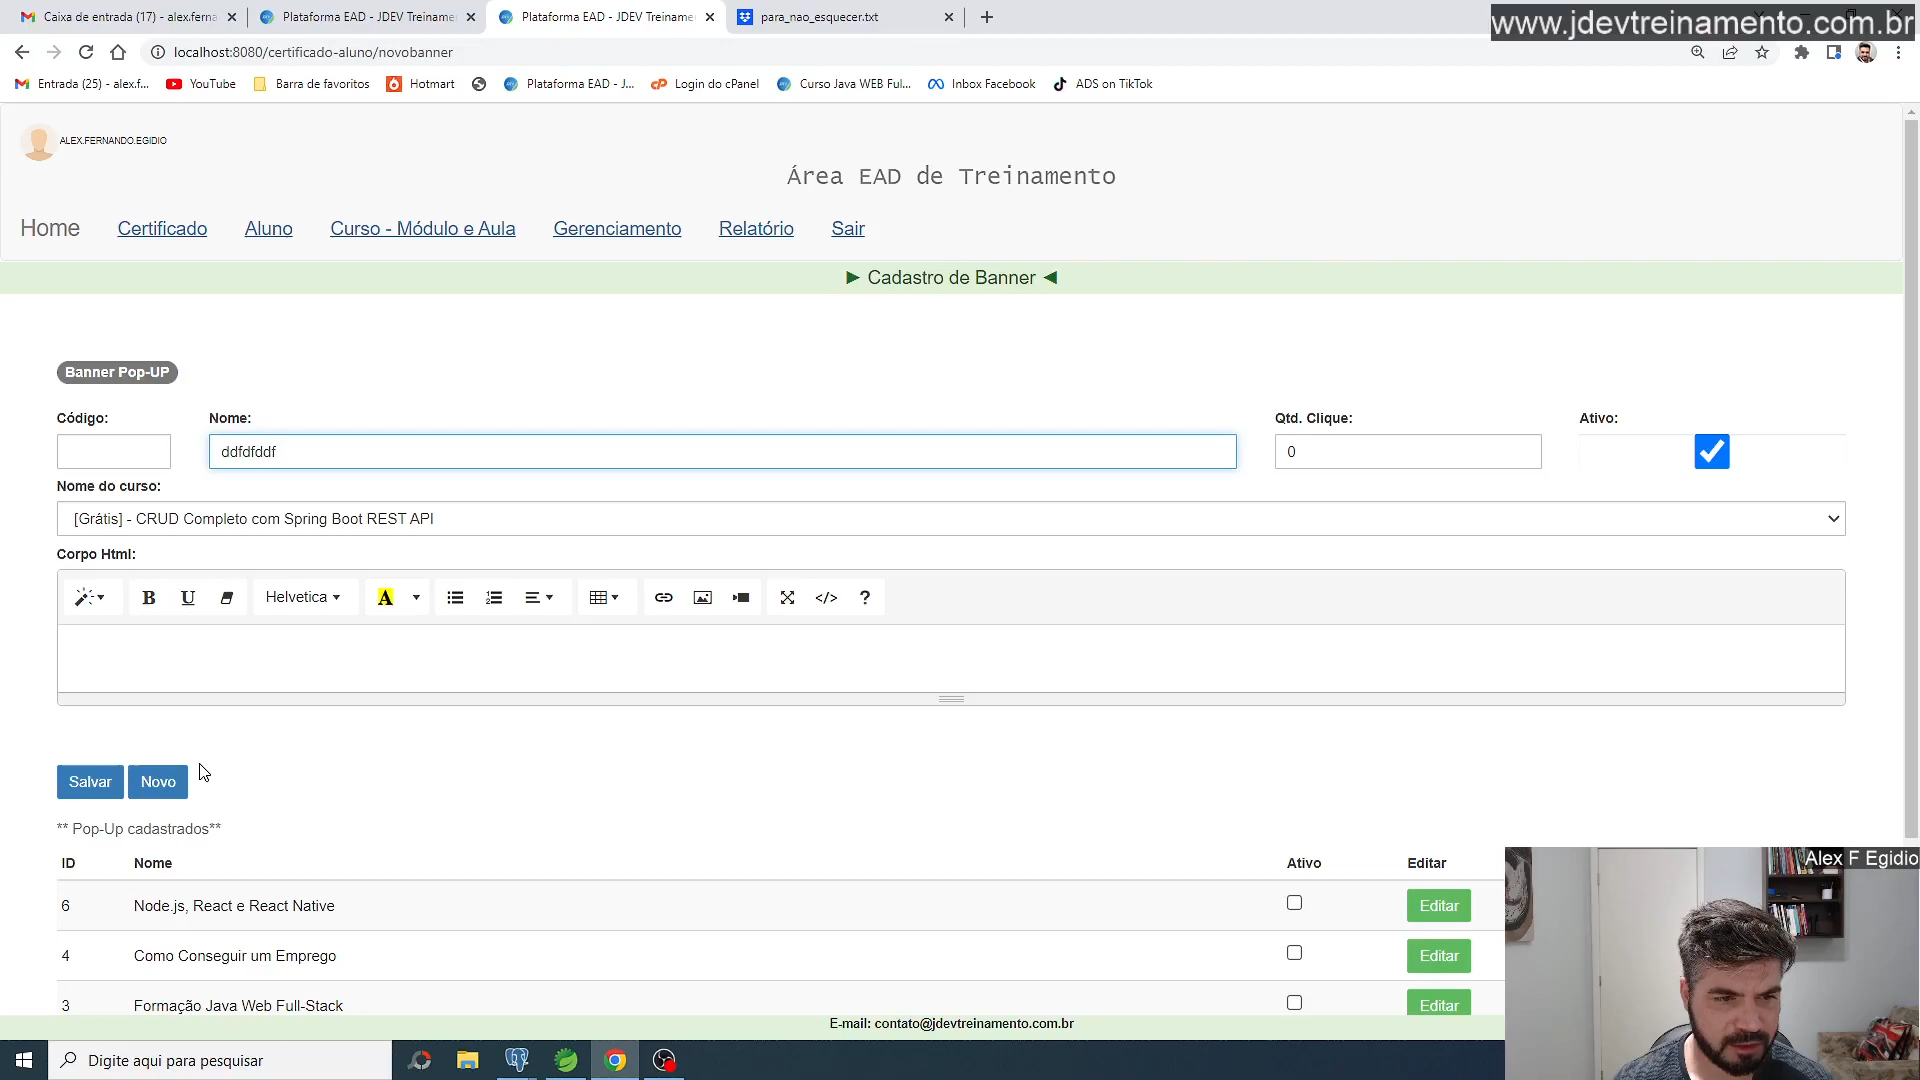 Caixa de entrada (17) - alex.ferna
Plataforma EAD - JDEV Treiname
Plataforma EAD - JDEV Treiname
para_nao_esquecer.txt
www.jdevtreinamento.com.br
localhost:8080/certificado-aluno/novobanner
Entrada (25) - alex.f...
YouTube
Barra de favoritos
Hotmart
Plataforma EAD - J...
Login do cPanel
Curso Java WEB Ful...
Inbox Facebook
ADS on TikTok
ALEX.FERNANDO.EGIDIO
Área EAD de Treinamento
Home Certificado Aluno Curso - Módulo e Aula Gerenciamento Relatório Sair
► Cadastro de Banner ◄
Banner Pop-UP
Código: Nome: Qtd. Clique: Ativo:
ddfdfddf 0
Nome do curso:
[Grátis] - CRUD Completo com Spring Boot REST API
Corpo Html:
B U Helvetica A </> ?
Salvar Novo
** Pop-Up cadastrados**
ID Nome Ativo Editar
6 Node.js, React e React Native Editar
4 Como Conseguir um Emprego Editar
3 Formação Java Web Full-Stack Editar
E-mail: contato@jdevtreinamento.com.br
Alex F Egidio
Digite aqui para pesquisar